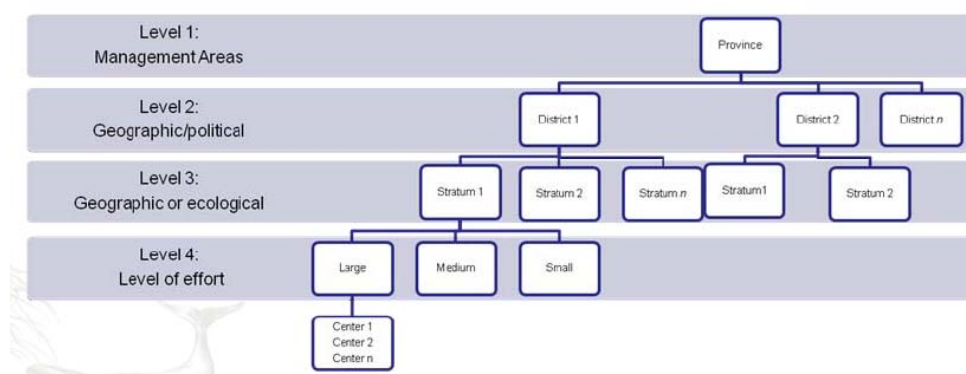 Level 1:
Management Areas
Province
Level 2:
Geographic/political
District 1
District 2
District n
Level 3:
Geographic or ecological
Stratum 1
Stratum 2
Stratum n
Stratum1
Stratum 2
Level 4:
Level of effort
Large
Medium
Small
Center 1
Center 2
Center n